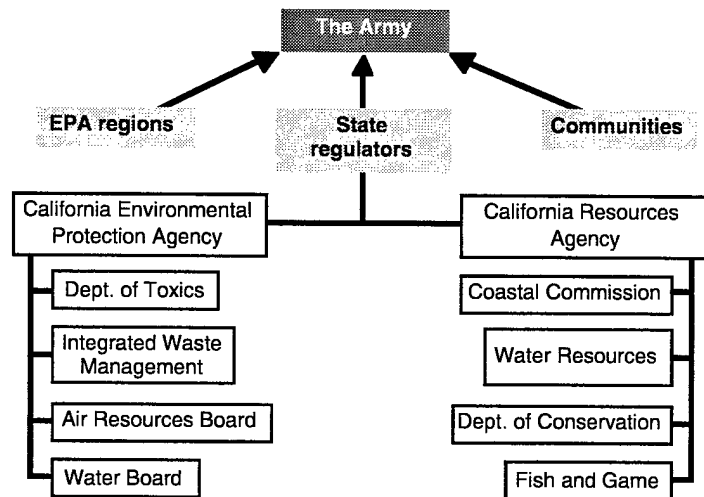 The Army
EPA regions
State
regulators
Communities
California Environmental
Protection Agency
California Resources
Agency
Dept. of Toxics
Integrated Waste
Management
Air Resources Board
Water Board
Coastal Commission
Water Resources
Dept. of Conservation
Fish and Game